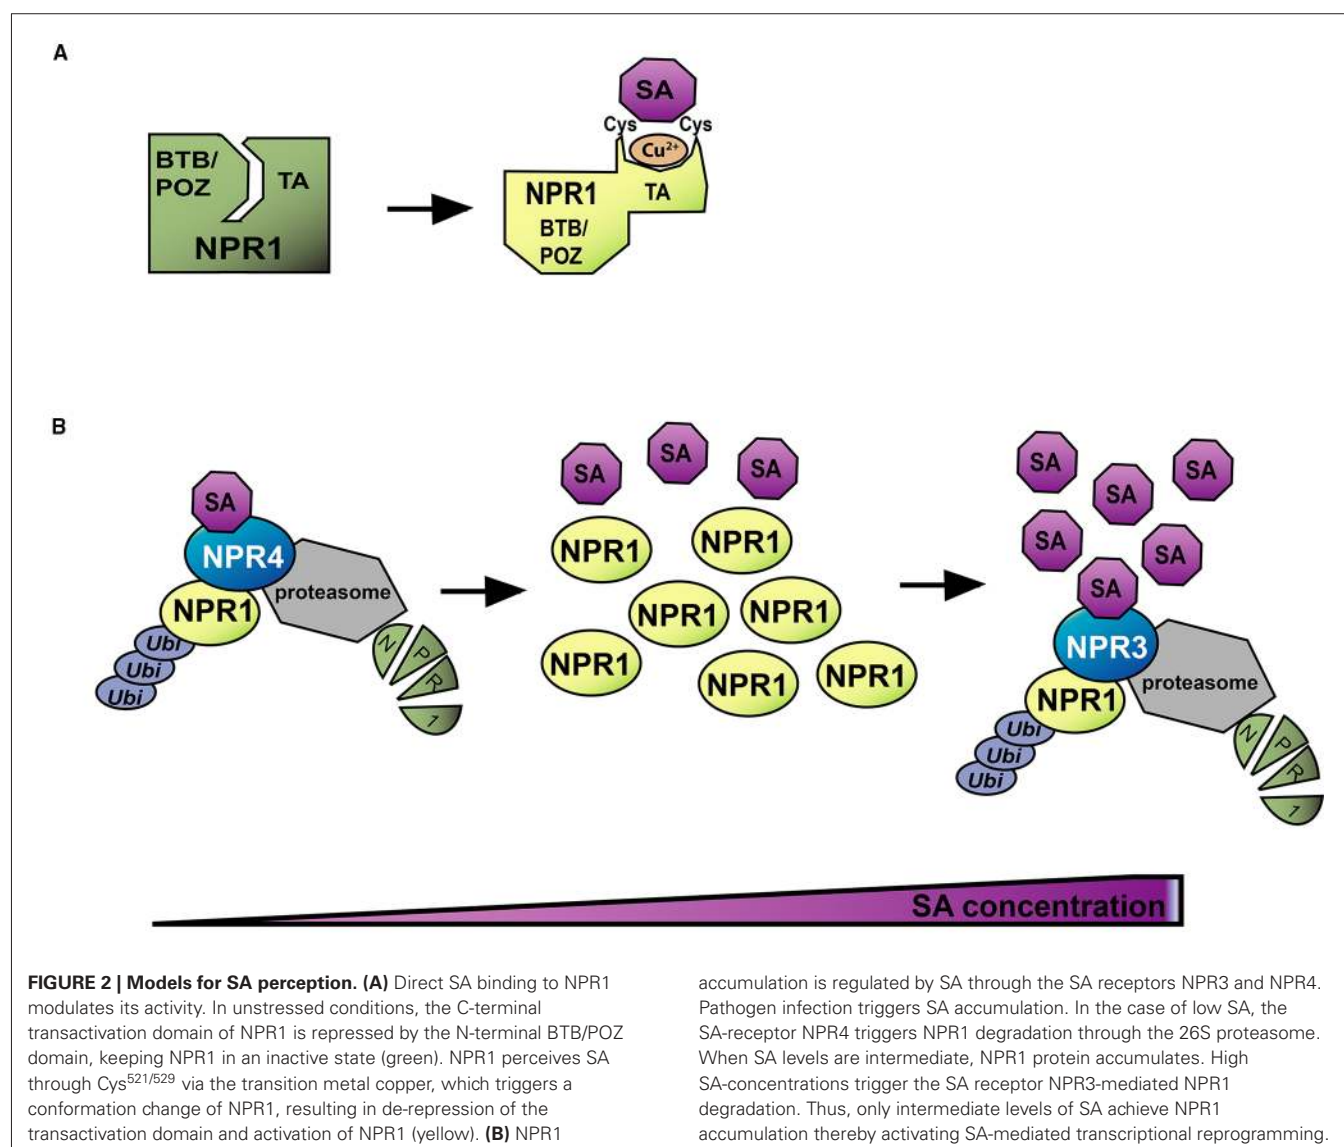 A
SA
Cys Cys
Cu2+
BTB/
POZ
TA
NPR1
NPR1
TA
BTB/
POZ
B
SA
NPR4
proteasome
NPR1
Ubi
Ubi
Ubi
N
P
R
1
SA
SA
SA
NPR1
NPR1
NPR1
NPR1
NPR1
NPR1
NPR1
SA
SA
SA
SA
SA
SA
NPR3
proteasome
NPR1
Ubi
Ubi
Ubi
N
P
R
1
SA concentration
FIGURE 2 | Models for SA perception. (A) Direct SA binding to NPR1
modulates its activity. In unstressed conditions, the C-terminal
transactivation domain of NPR1 is repressed by the N-terminal BTB/POZ
domain, keeping NPR1 in an inactive state (green). NPR1 perceives SA
through Cys521/529 via the transition metal copper, which triggers a
conformation change of NPR1, resulting in de-repression of the
transactivation domain and activation of NPR1 (yellow). (B) NPR1
accumulation is regulated by SA through the SA receptors NPR3 and NPR4.
Pathogen infection triggers SA accumulation. In the case of low SA, the
SA-receptor NPR4 triggers NPR1 degradation through the 26S proteasome.
When SA levels are intermediate, NPR1 protein accumulates. High
SA-concentrations trigger the SA receptor NPR3-mediated NPR1
degradation. Thus, only intermediate levels of SA achieve NPR1
accumulation thereby activating SA-mediated transcriptional reprogramming.